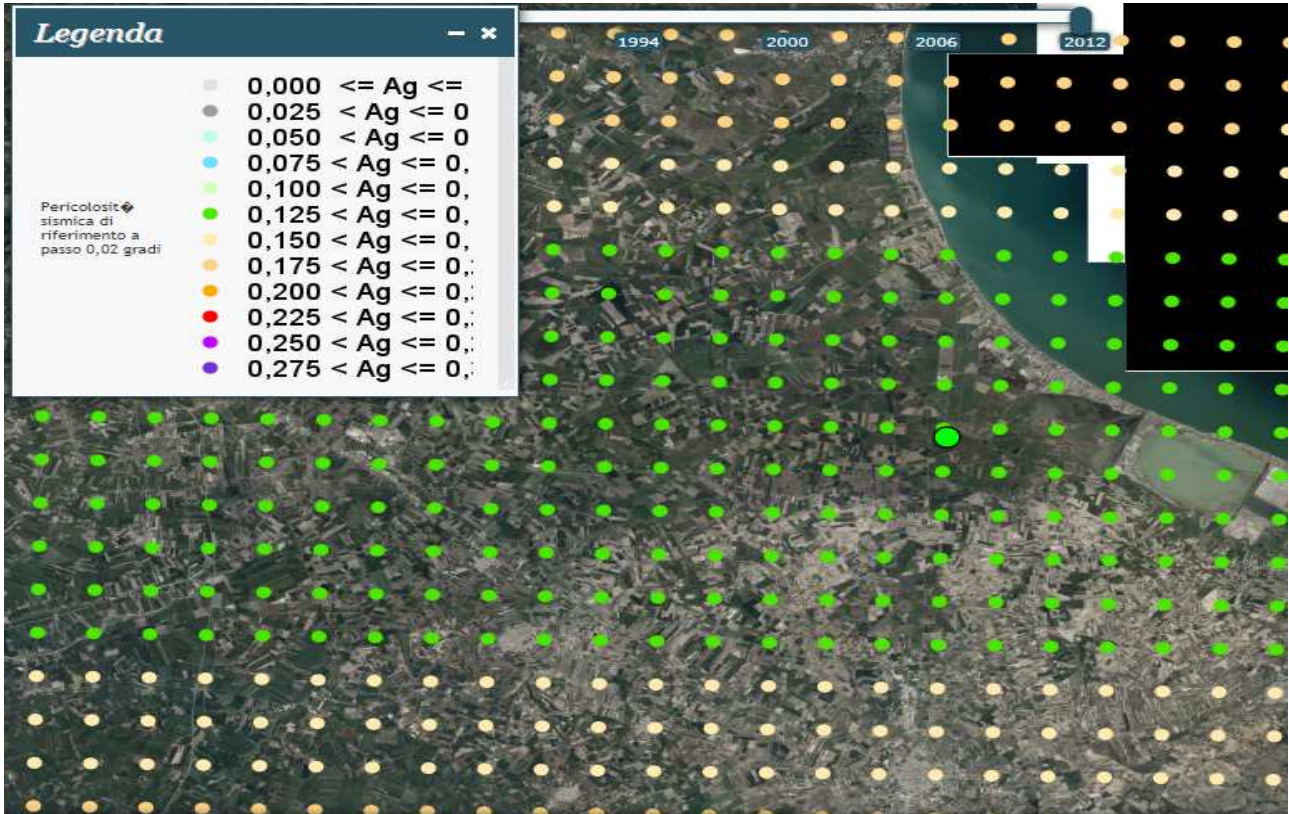 Legenda
1994 2000 2006 2012
0,000 <= Ag <=
0,025 < Ag <= 0
0,050 < Ag <= 0
0,075 < Ag <= 0,
0,100 < Ag <= 0,
0,125 < Ag <= 0,
0,150 < Ag <= 0,
0,175 < Ag <= 0,:
0,200 < Ag <= 0,:
0,225 < Ag <= 0,:
0,250 < Ag <= 0,:
0,275 < Ag <= 0,:
Pericolosit�
sismica di
riferimento a
passo 0,02 gradi